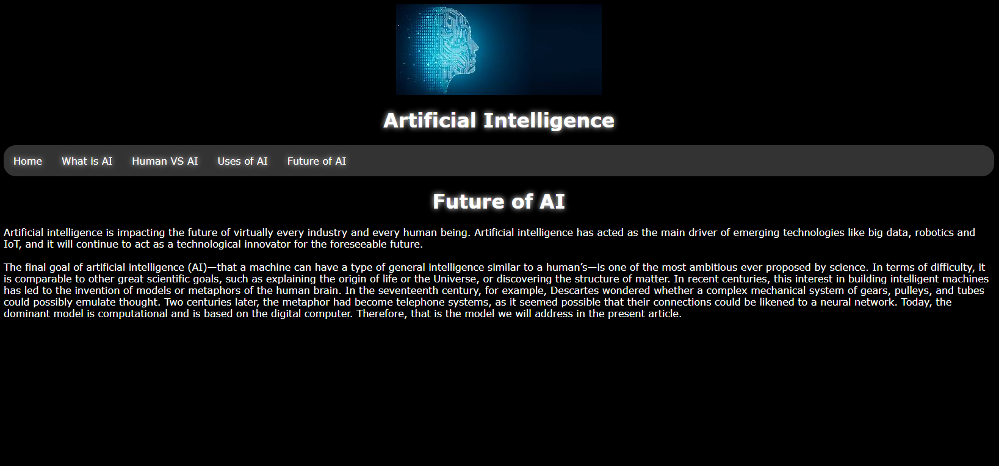 Artificial Intelligence
Home What is AI Human VS AI Uses of AI Future of AI
Future of AI
Artificial intelligence is impacting the future of virtually every industry and every human being. Artificial intelligence has acted as the main driver of emerging technologies like big data, robotics and
IoT, and it will continue to act as a technological innovator for the foreseeable future.
The final goal of artificial intelligence (AI)—that a machine can have a type of general intelligence similar to a human’s—is one of the most ambitious ever proposed by science. In terms of difficulty, it
is comparable to other great scientific goals, such as explaining the origin of life or the Universe, or discovering the structure of matter. In recent centuries, this interest in building intelligent machines
has led to the invention of models or metaphors of the human brain. In the seventeenth century, for example, Descartes wondered whether a complex mechanical system of gears, pulleys, and tubes
could possibly emulate thought. Two centuries later, the metaphor had become telephone systems, as it seemed possible that their connections could be likened to a neural network. Today, the
dominant model is computational and is based on the digital computer. Therefore, that is the model we will address in the present article.